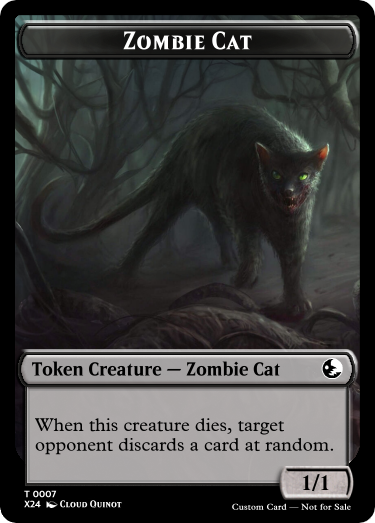 Zombie Cat
Token Creature — Zombie Cat
When this creature dies, target
opponent discards a card at random.
1/1
T 0007
X24 Cloud Quinot
Custom Card — Not for Sale